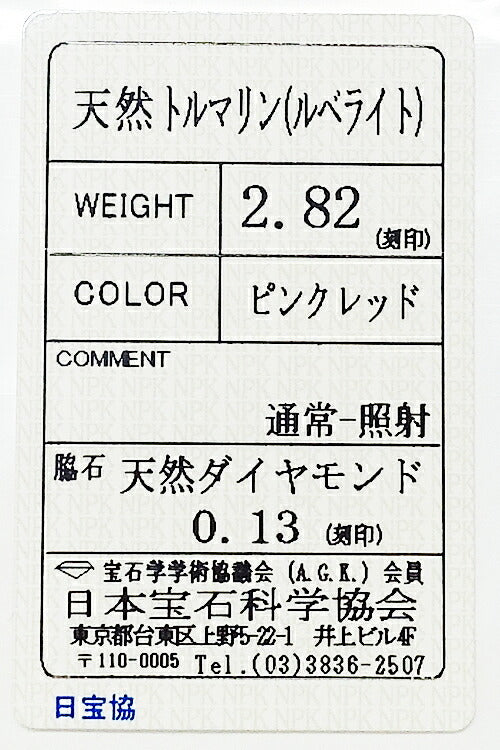 天然トルマリン(ルベライト)
WEIGHT 2.82 (刻印)
COLOR ピンクレッド
COMMENT
通常-照射
脇石 天然ダイヤモンド
0.13 (刻印)
宝石学学術協議会 (A.G.K.) 会員
日本宝石科学協会
東京都台東区上野5-22-1 井上ビル4F
〒110-0005 Tel.(03)3836-2507
日宝協